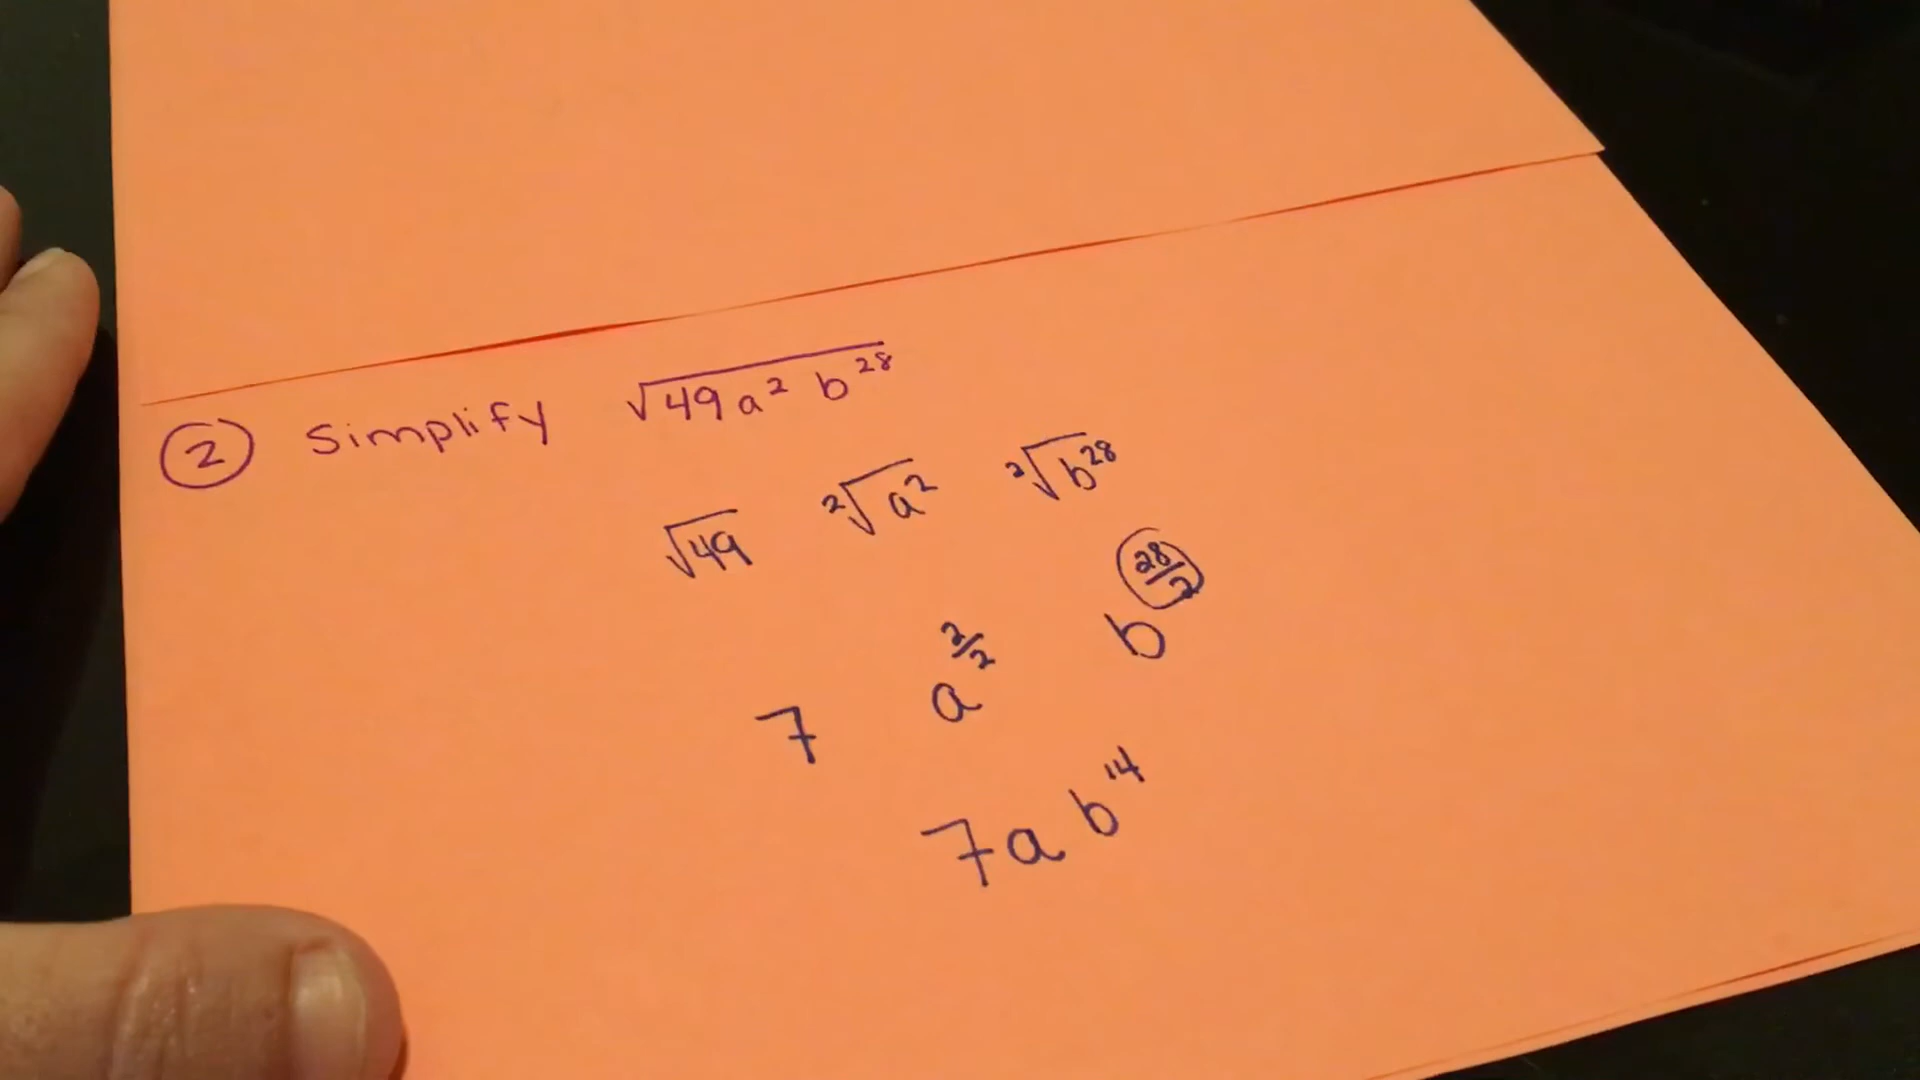 ② Simplify √(49a² b²⁸)
√49 ²√a² ²√b²⁸
7 a^(2/2) b^(28/2)
7ab¹⁴